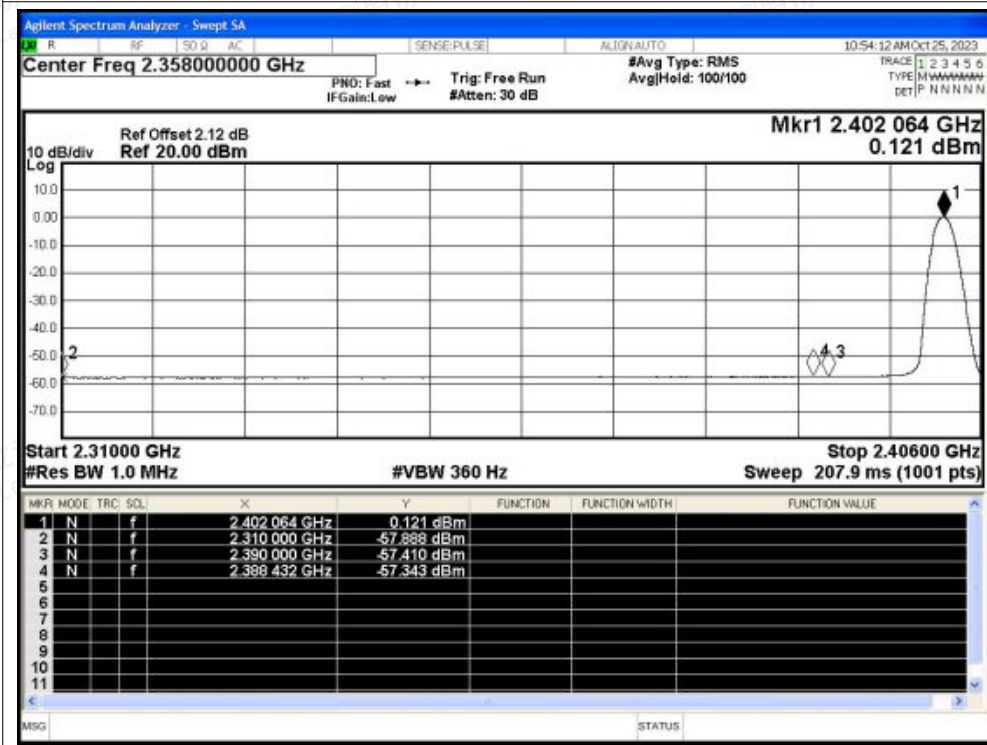 Agilent Spectrum Analyzer - Swept SA
LXI R RF 50 Ω AC SENSE:PULSE ALIGN AUTO 10:54:12 AM Oct 25, 2023
Center Freq 2.358000000 GHz #Avg Type: RMS TRACE 1 2 3 4 5 6
PNO: Fast Trig: Free Run Avg|Hold: 100/100 TYPE M WWWWW
IFGain:Low #Atten: 30 dB DET P N N N N N
Mkr1 2.402 064 GHz
Ref Offset 2.12 dB
10 dB/div Ref 20.00 dBm 0.121 dBm
Log
10.0
1
0.00
-10.0
-20.0
-30.0
-40.0
-50.0 2 4 3
-60.0
-70.0
Start 2.31000 GHz Stop 2.40600 GHz
#Res BW 1.0 MHz #VBW 360 Hz Sweep 207.9 ms (1001 pts)
MKR MODE TRC SCL X Y FUNCTION FUNCTION WIDTH FUNCTION VALUE
1 N f 2.402 064 GHz 0.121 dBm
2 N f 2.310 000 GHz -57.888 dBm
3 N f 2.390 000 GHz -57.410 dBm
4 N f 2.388 432 GHz -57.343 dBm
5
6
7
8
9
10
11
MSG STATUS